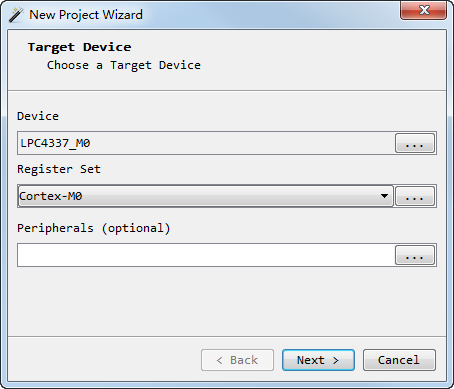 New Project Wizard
Target Device
Choose a Target Device
Device
LPC4337_M0
...
Register Set
Cortex-M0
...
Peripherals (optional)
...
< Back
Next >
Cancel